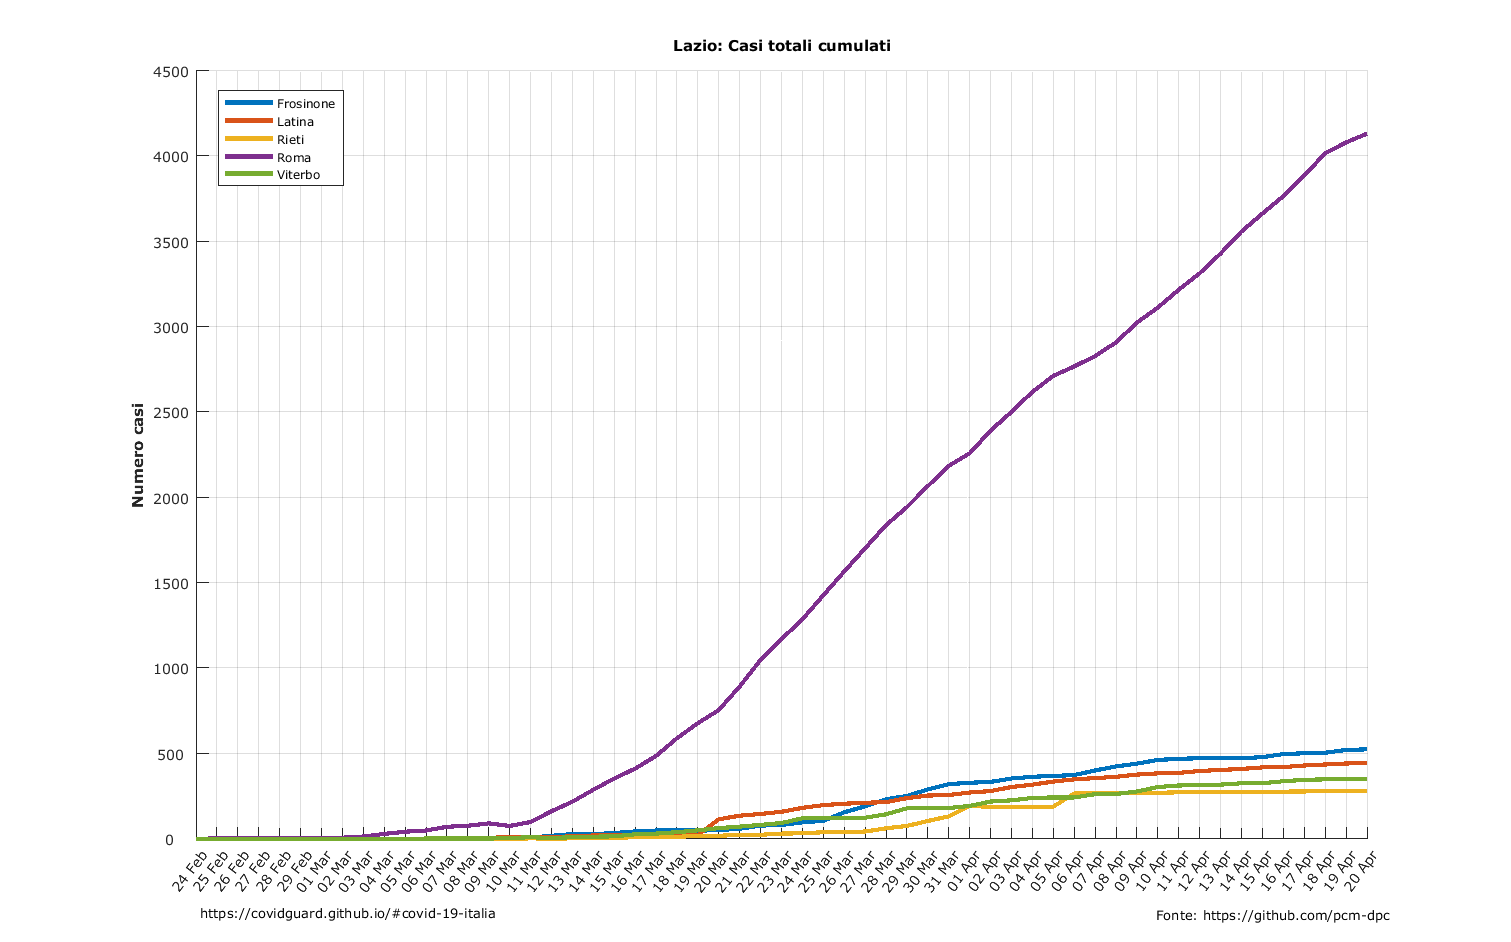 Lazio: Casi totali cumulati
4500
4000
3500
3000
2500
2000
1500
1000
500
0
Numero casi
Frosinone
Latina
Rieti
Roma
Viterbo
24 Feb
25 Feb
26 Feb
27 Feb
28 Feb
29 Feb
01 Mar
02 Mar
03 Mar
04 Mar
05 Mar
06 Mar
07 Mar
08 Mar
09 Mar
10 Mar
11 Mar
12 Mar
13 Mar
14 Mar
15 Mar
16 Mar
17 Mar
18 Mar
19 Mar
20 Mar
21 Mar
22 Mar
23 Mar
24 Mar
25 Mar
26 Mar
27 Mar
28 Mar
29 Mar
30 Mar
31 Mar
01 Apr
02 Apr
03 Apr
04 Apr
05 Apr
06 Apr
07 Apr
08 Apr
09 Apr
10 Apr
11 Apr
12 Apr
13 Apr
14 Apr
15 Apr
16 Apr
17 Apr
18 Apr
19 Apr
20 Apr
https://covidguard.github.io/#covid-19-italia
Fonte: https://github.com/pcm-dpc